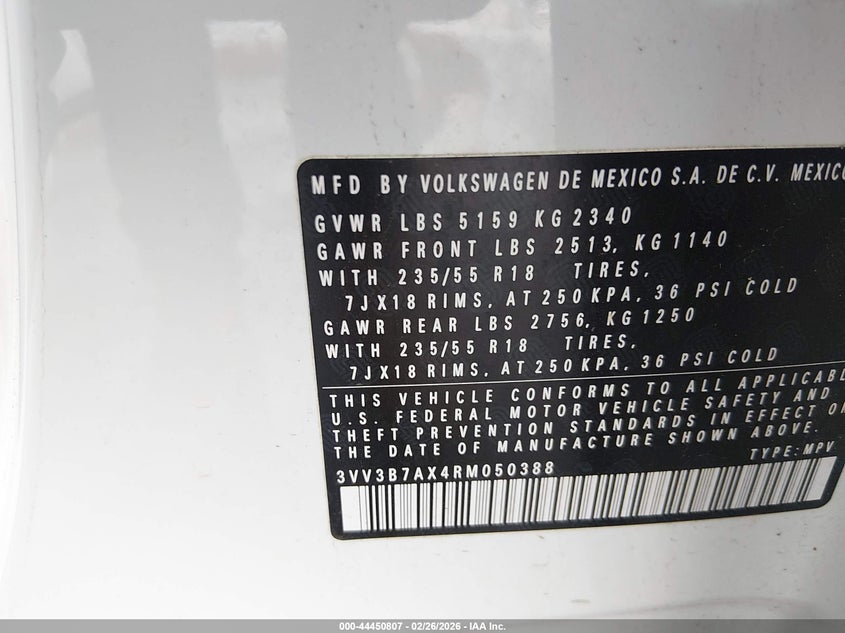 MFD BY VOLKSWAGEN DE MEXICO S.A. DE C.V. MEXICO
GVWR LBS 5159 KG 2340
GAWR FRONT LBS 2513, KG 1140
WITH 235/55 R18 TIRES,
7JX18 RIMS, AT 250 KPA, 36 PSI COLD
GAWR REAR LBS 2756, KG 1250
WITH 235/55 R18 TIRES,
7JX18 RIMS, AT 250 KPA, 36 PSI COLD
THIS VEHICLE CONFORMS TO ALL APPLICABL
U.S. FEDERAL MOTOR VEHICLE SAFETY AND
THEFT PREVENTION STANDARDS IN EFFECT O
THE DATE OF MANUFACTURE SHOWN ABOVE.
TYPE: MPV
3VV3B7AX4RM050388
000-44450807 - 02/26/2026 - IAA Inc.